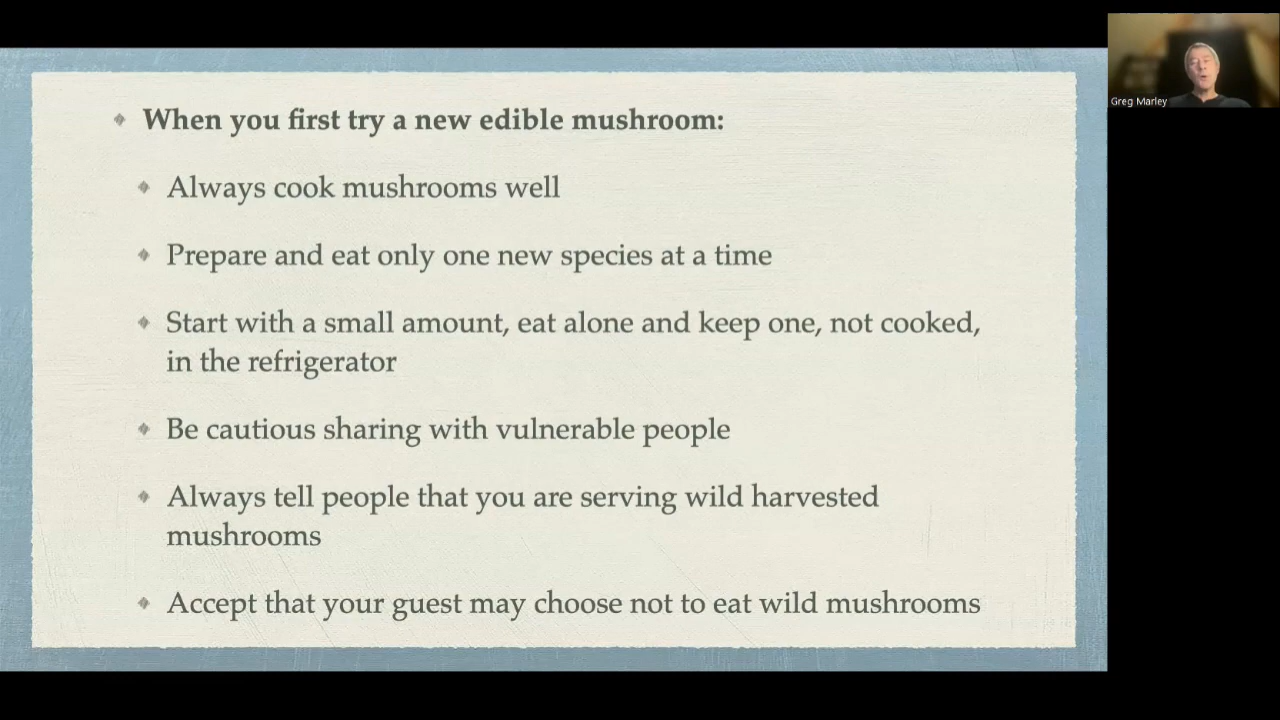 When you first try a new edible mushroom:
Always cook mushrooms well
Prepare and eat only one new species at a time
Start with a small amount, eat alone and keep one, not cooked,
in the refrigerator
Be cautious sharing with vulnerable people
Always tell people that you are serving wild harvested
mushrooms
Accept that your guest may choose not to eat wild mushrooms
Greg Marley